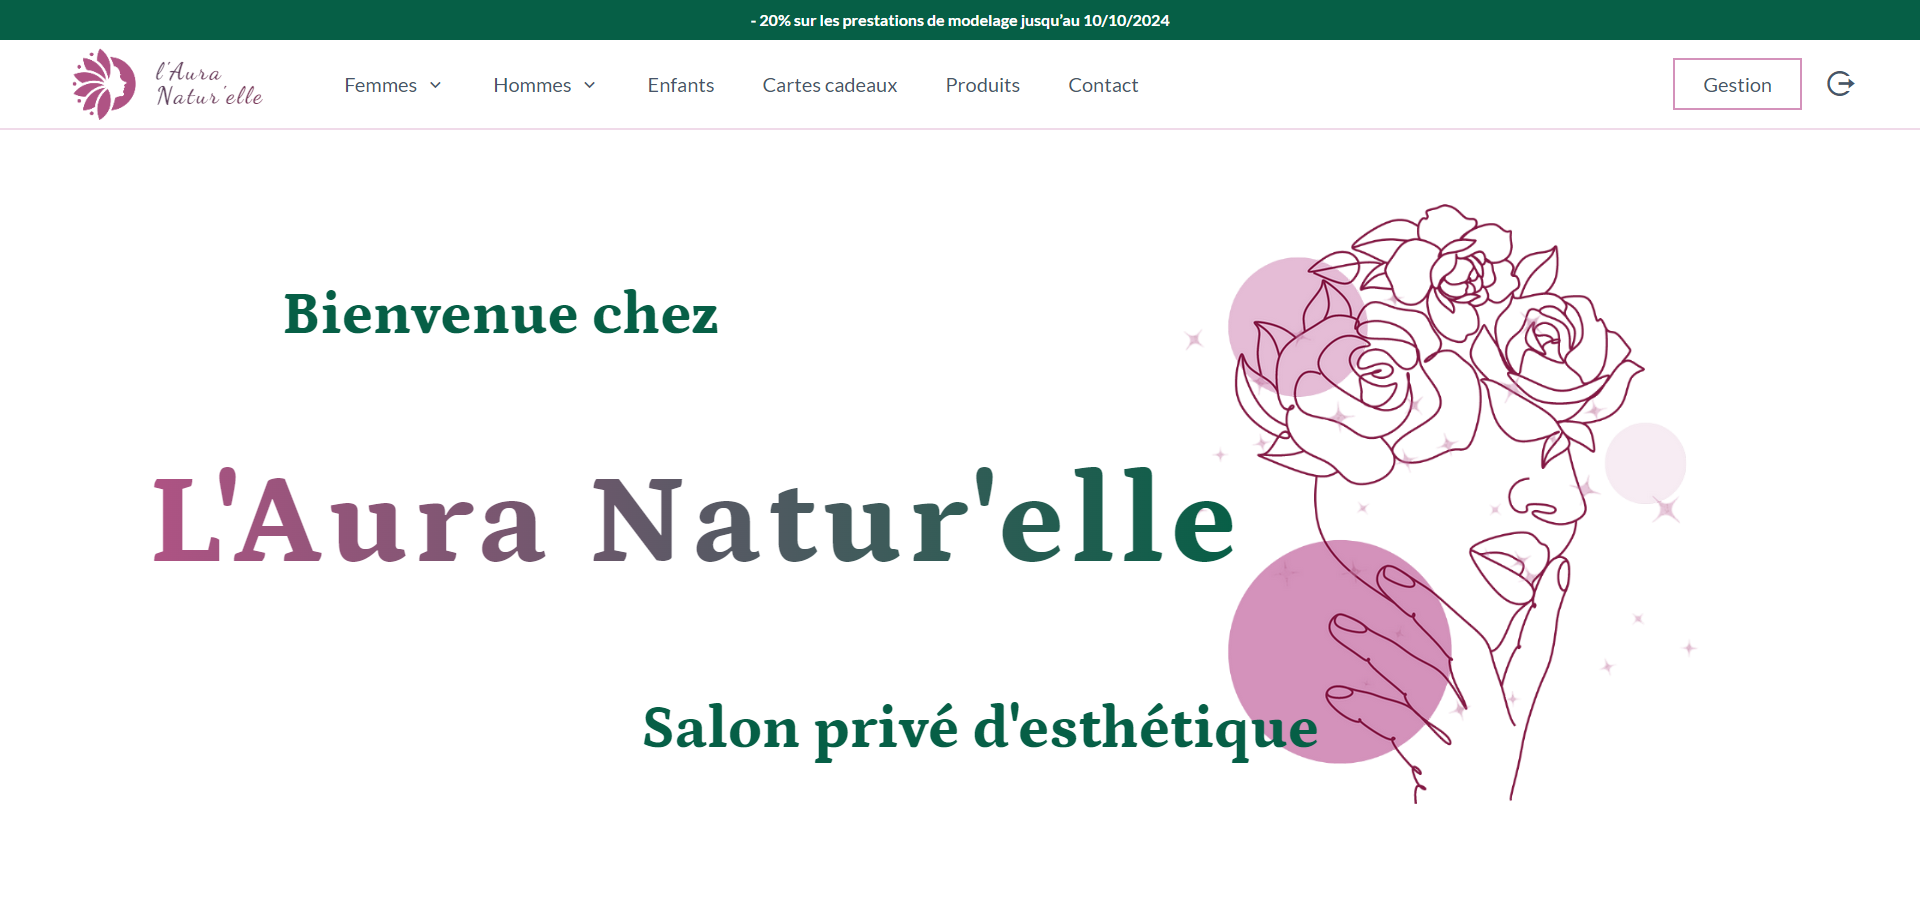 - 20% sur les prestations de modelage jusqu’au 10/10/2024
l'Aura
Natur'elle
Femmes
Hommes
Enfants
Cartes cadeaux
Produits
Contact
Gestion
Bienvenue chez
L'Aura Natur'elle
Salon privé d'esthétique